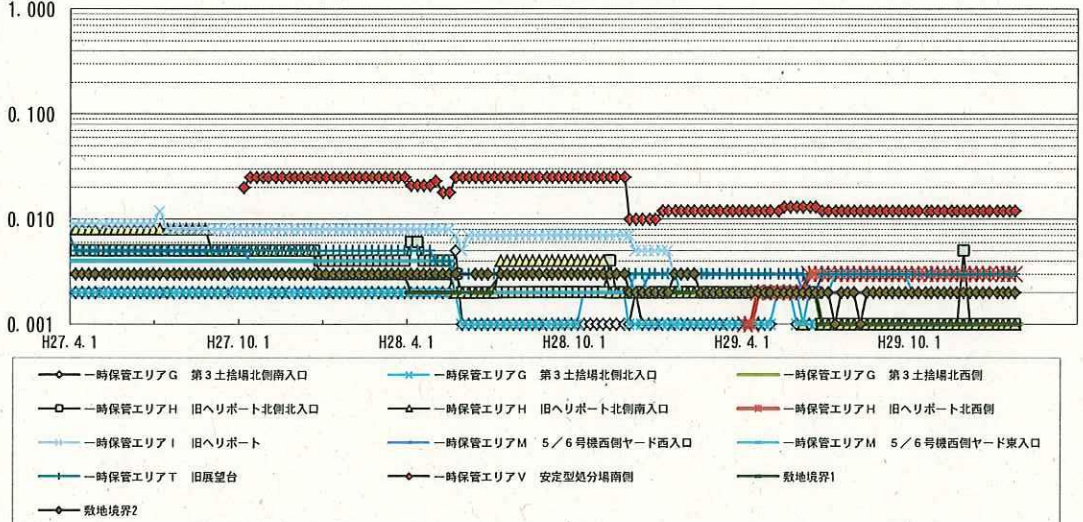 1.000
0.100
0.010
0.001
H27.4.1 H27.10.1 H28.4.1 H28.10.1 H29.4.1 H29.10.1
一時保管エリアG 第3土捨場北側南入口 一時保管エリアG 第3土捨場北側北入口 一時保管エリアG 第3土捨場北西側
一時保管エリアH 旧ヘリポート北側北入口 一時保管エリアH 旧ヘリポート北側南入口 一時保管エリアH 旧ヘリポート北西側
一時保管エリアI 旧ヘリポート 一時保管エリアM 5/6号機西側ヤード西入口 一時保管エリアM 5/6号機西側ヤード東入口
一時保管エリアT 旧展望台 一時保管エリアV 安定型処分場南側 敷地境界1
敷地境界2